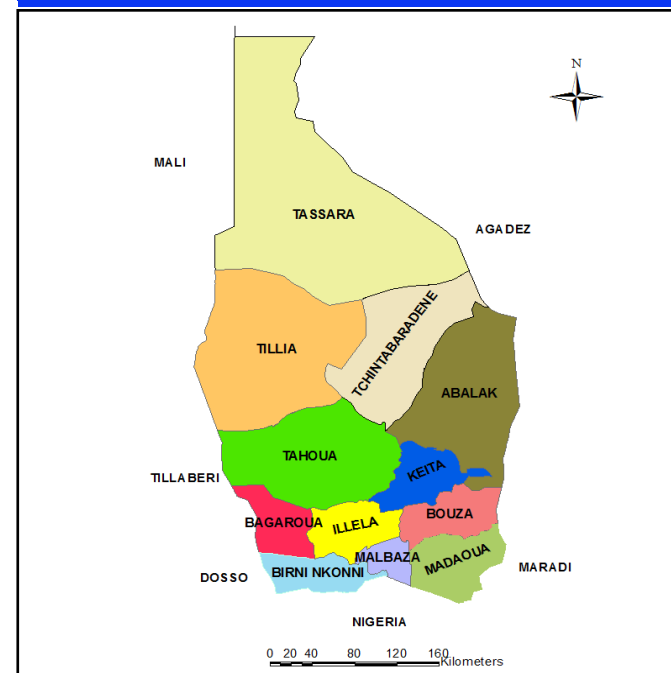 N
MALI
TASSARA
AGADEZ
TCHINTABARADENE
TILLIA
ABALAK
TAHOUA
KEITA
TILLABERI
BAGAROUA
ILLELA
BOUZA
MALBAZA
MADAOUA
BIRNI NKONNI
DOSSO
MARADI
NIGERIA
0 20 40 80 120 160
Kilometers